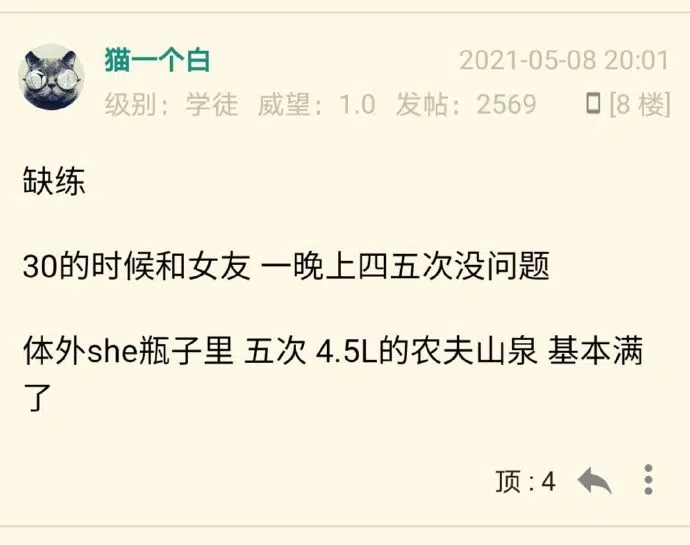 猫一个白 2021-05-08 20:01
级别：学徒 威望：1.0 发帖：2569 [8 楼]
缺练
30的时候和女友 一晚上四五次没问题
体外she瓶子里 五次 4.5L的农夫山泉 基本满
了
顶 : 4